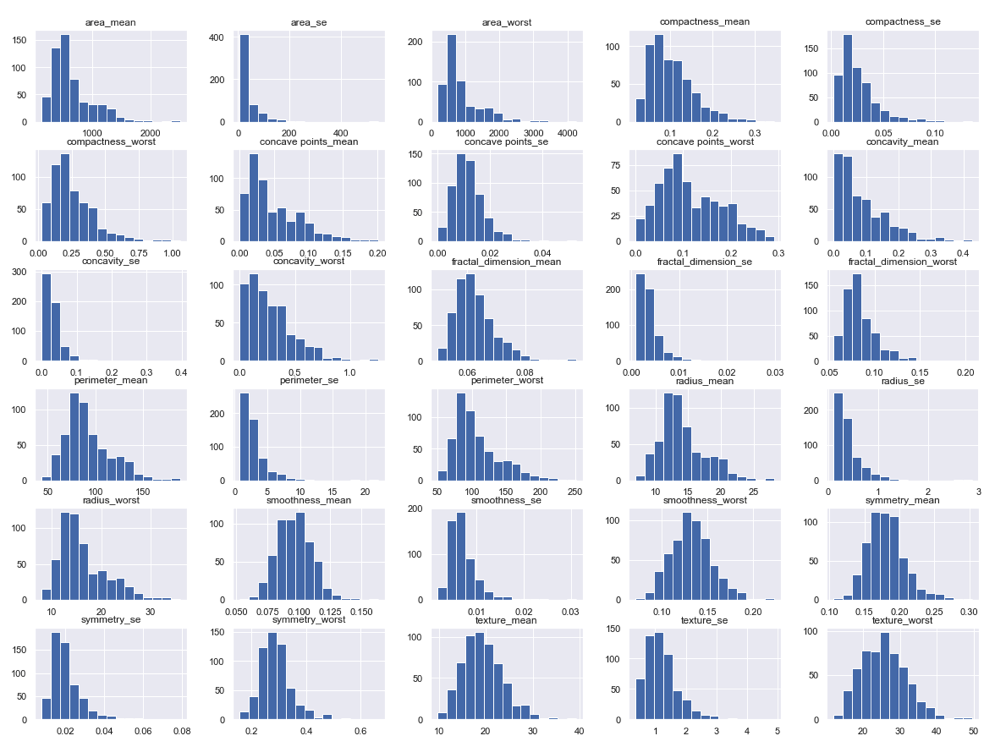 area_mean area_se area_worst compactness_mean compactness_se
150 100 50 0 1000 2000
400 200 0 0 200 400
200 100 0 0 1000 2000 3000 4000
100 50 0 0.1 0.2 0.3
150 100 50 0 0.00 0.05 0.10
compactness_worst concave points_mean concave points_se concave points_worst concavity_mean
100 50 0 0.00 0.25 0.50 0.75 1.00
100 50 0 0.00 0.05 0.10 0.15 0.20
150 100 50 0 0.00 0.02 0.04
75 50 25 0 0.0 0.1 0.2 0.3
100 50 0 0.0 0.1 0.2 0.3 0.4
concavity_se concavity_worst fractal_dimension_mean fractal_dimension_se fractal_dimension_worst
300 200 100 0 0.0 0.1 0.2 0.3 0.4
100 50 0 0.0 0.5 1.0
100 50 0 0.06 0.08
200 0 0.00 0.01 0.02 0.03
150 100 50 0 0.05 0.10 0.15 0.20
perimeter_mean perimeter_se perimeter_worst radius_mean radius_se
100 50 0 50 100 150
200 100 0 0 5 10 15 20
100 50 0 50 100 150 200 250
100 50 0 10 15 20 25
200 100 0 0 1 2 3
radius_worst smoothness_mean smoothness_se smoothness_worst symmetry_mean
100 50 0 10 20 30
100 50 0 0.050 0.075 0.100 0.125 0.150
200 100 0 0.01 0.02 0.03
100 50 0 0.10 0.15 0.20
100 50 0 0.10 0.15 0.20 0.25 0.30
symmetry_se symmetry_worst texture_mean texture_se texture_worst
150 100 50 0 0.02 0.04 0.06 0.08
150 100 50 0 0.2 0.4 0.6
100 50 0 10 20 30 40
150 100 50 0 1 2 3 4 5
100 50 0 20 30 40 50